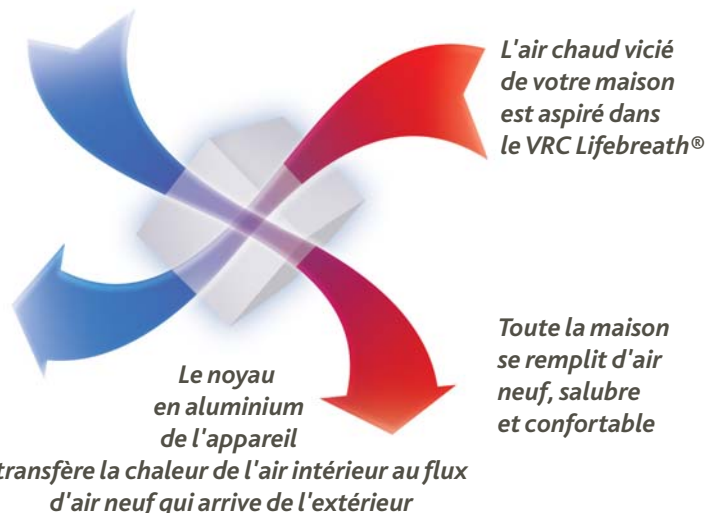 L'air chaud vicié
de votre maison
est aspiré dans
le VRC Lifebreath®
Toute la maison
se remplit d'air
neuf, salubre
et confortable
Le noyau
en aluminium
de l'appareil
transfère la chaleur de l'air intérieur au flux
d'air neuf qui arrive de l'extérieur